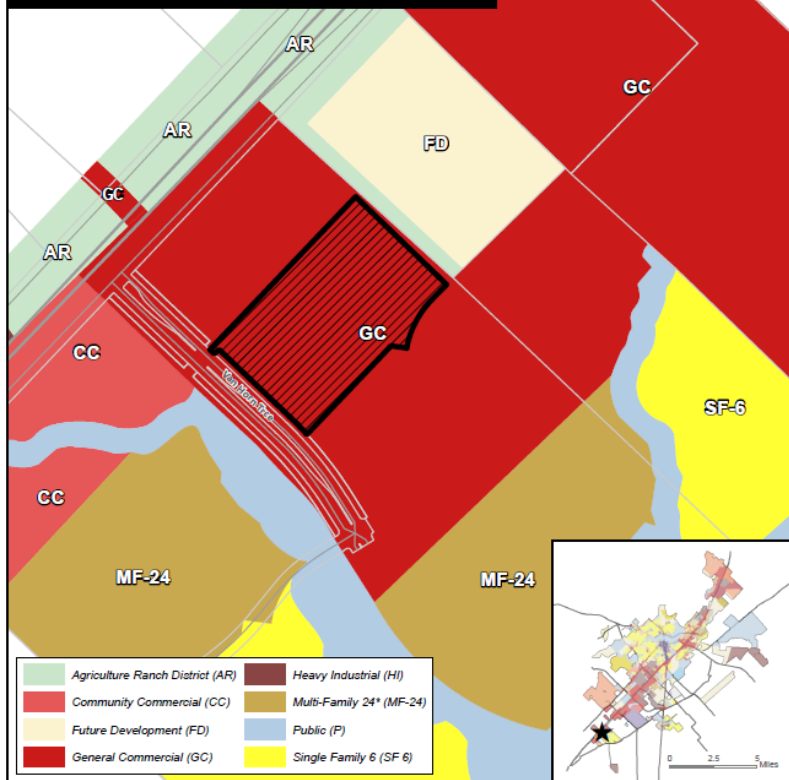 AR
GC
AR
FD
GC
AR
GC
CC
Van Horn Trce
SF-6
CC
MF-24
MF-24
Agriculture Ranch District (AR)
Heavy Industrial (HI)
Community Commercial (CC)
Multi-Family 24* (MF-24)
Future Development (FD)
Public (P)
General Commercial (GC)
Single Family 6 (SF 6)
0 2.5 5
Miles